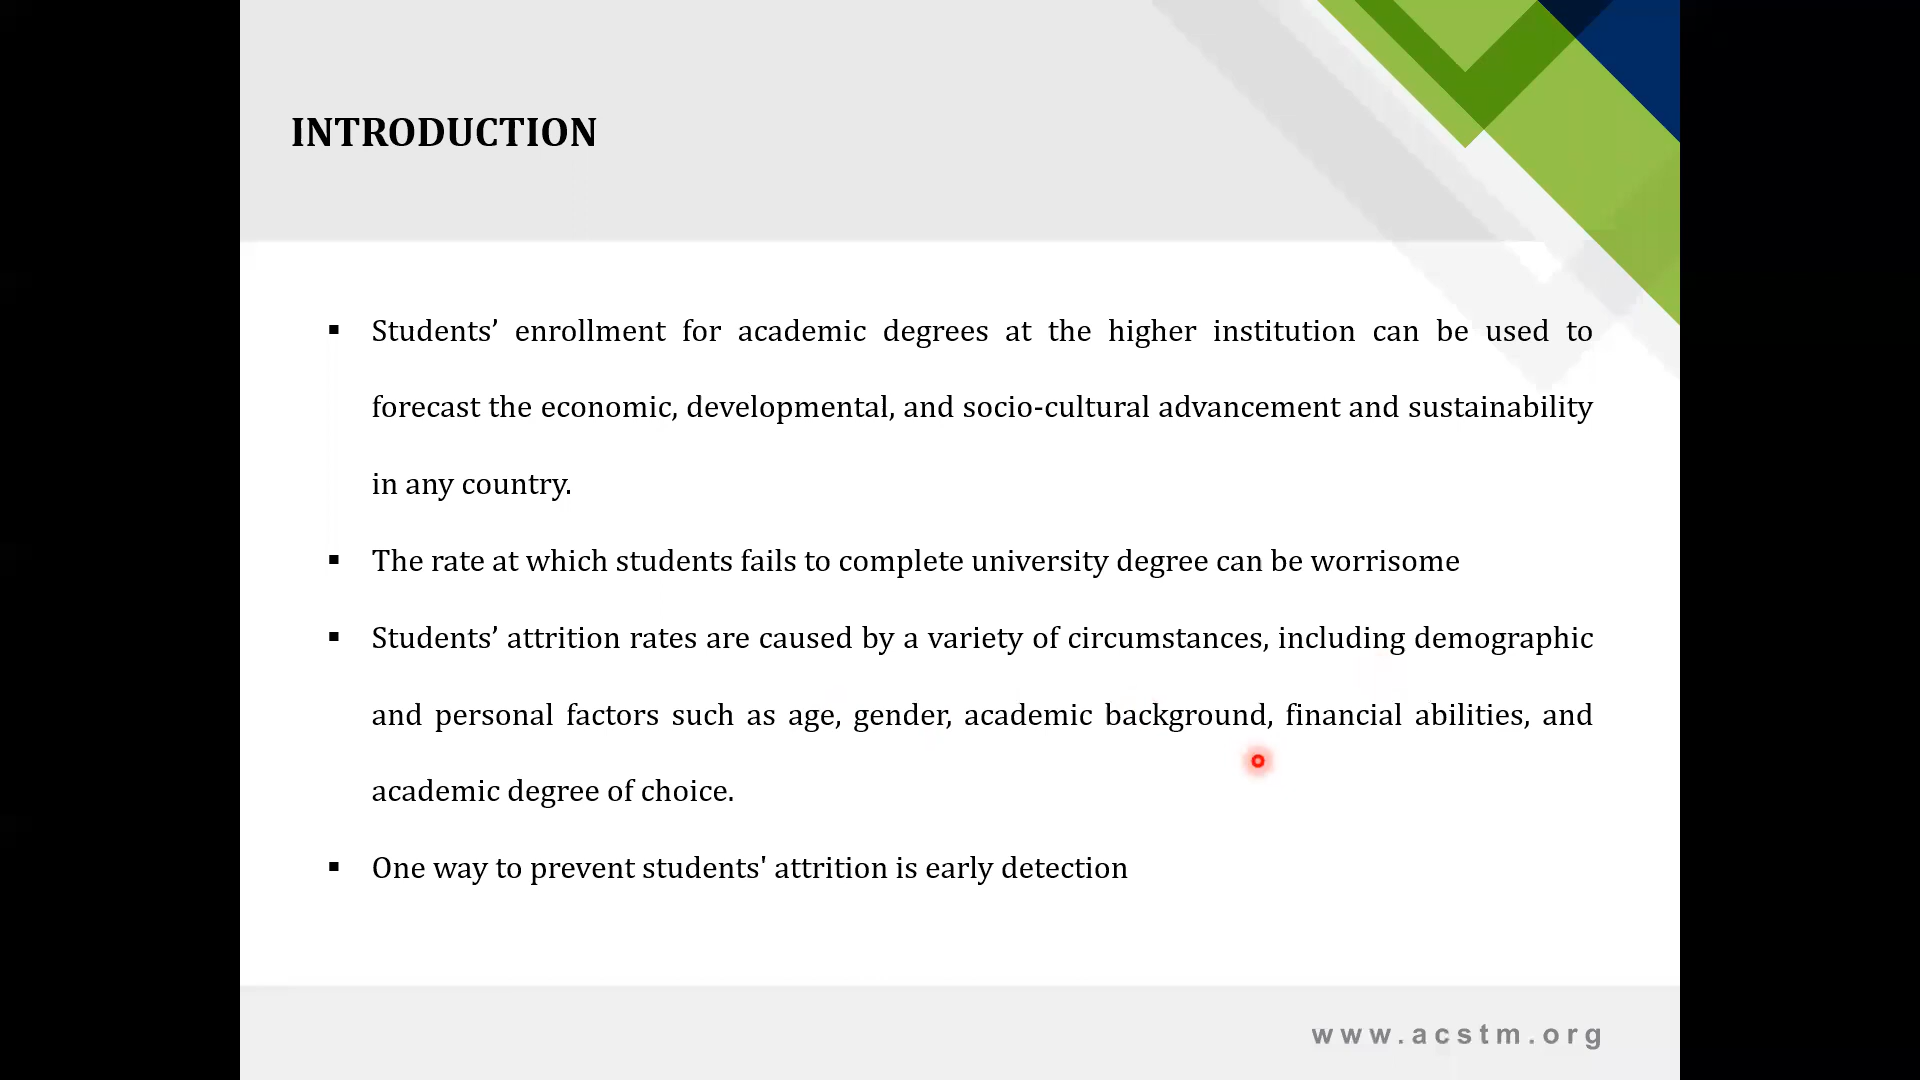 INTRODUCTION
▪ Students’ enrollment for academic degrees at the higher institution can be used to
forecast the economic, developmental, and socio-cultural advancement and sustainability
in any country.
▪ The rate at which students fails to complete university degree can be worrisome
▪ Students’ attrition rates are caused by a variety of circumstances, including demographic
and personal factors such as age, gender, academic background, financial abilities, and
academic degree of choice.
▪ One way to prevent students' attrition is early detection
www.acstm.org